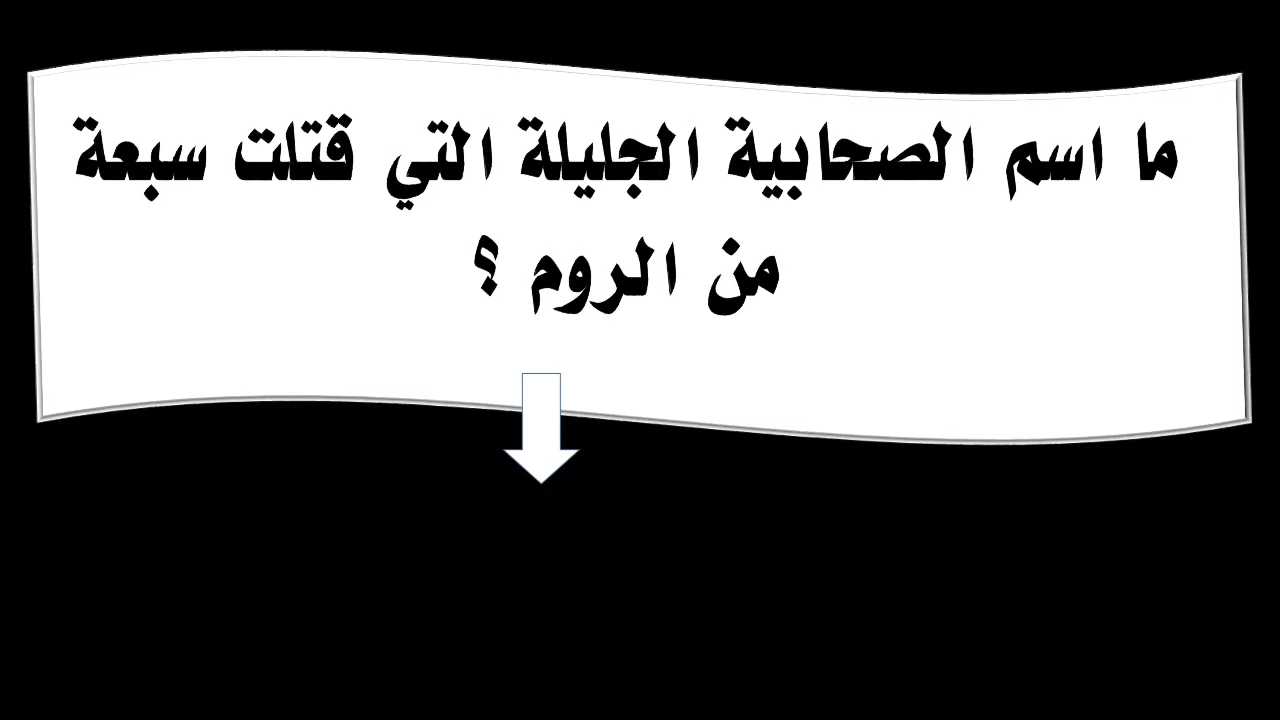 ما اسم الصحابية الجليلة التي قتلت سبعة
من الروم ؟